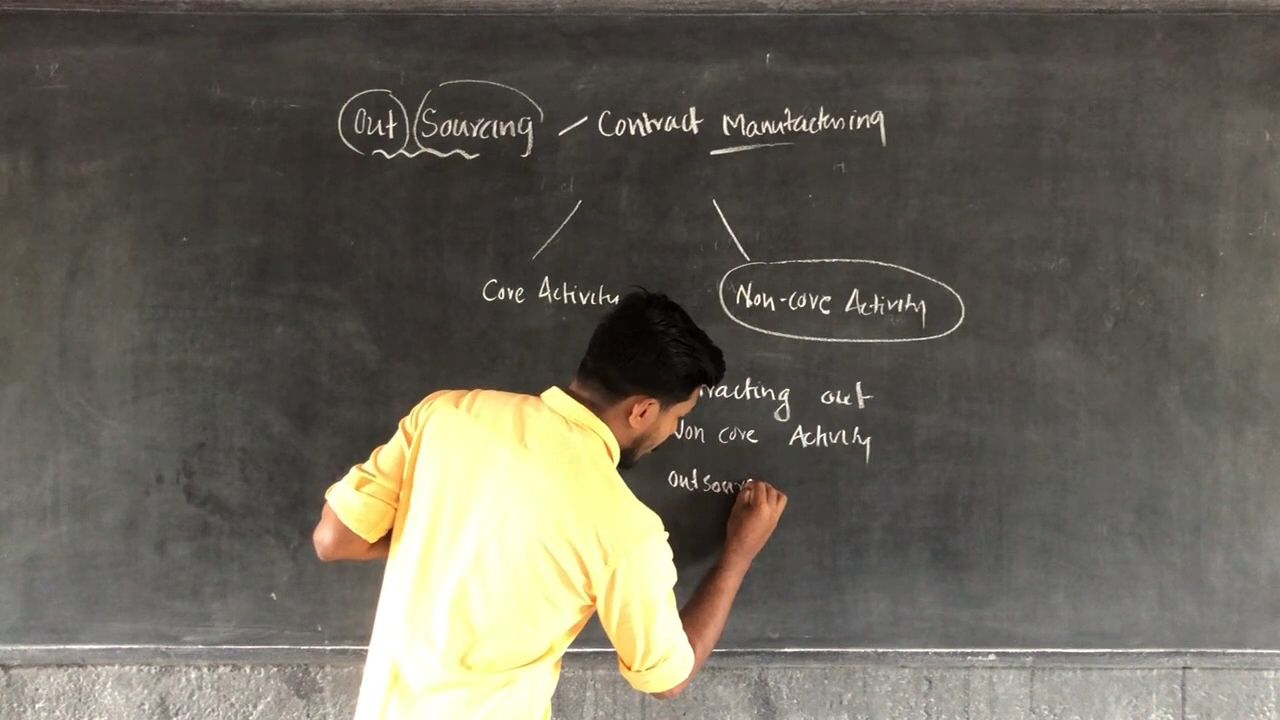 Out Sourcing / Contract Manufacturing
Core Activity
Non-core Activity
out
Non core Activity